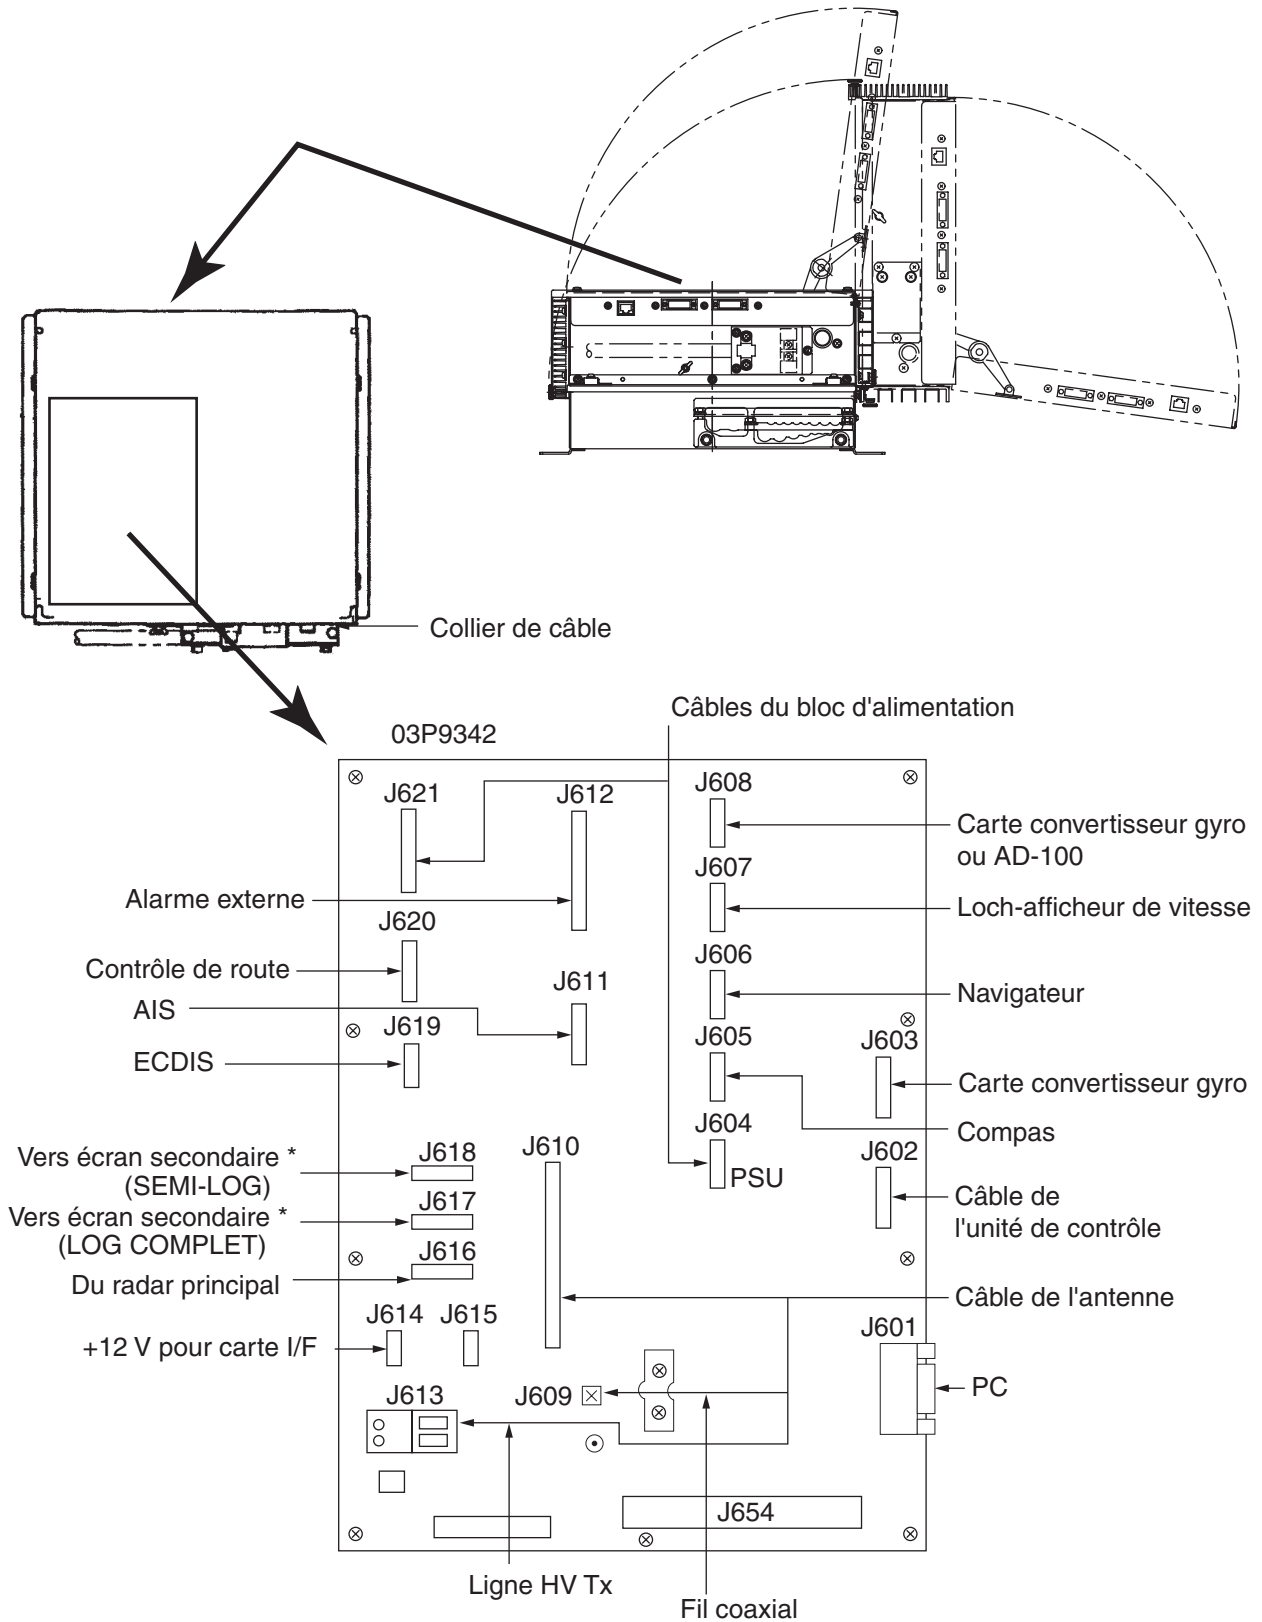 Collier de câble
Câbles du bloc d'alimentation
03P9342
J621
J612
J608
Carte convertisseur gyro
ou AD-100
J607
Alarme externe
Loch-afficheur de vitesse
J620
J606
Contrôle de route
J611
Navigateur
AIS
J619
J605
J603
ECDIS
Carte convertisseur gyro
J604
Compas
J618
J610
J602
Vers écran secondaire *
(SEMI-LOG)
PSU
J617
Câble de
l'unité de contrôle
Vers écran secondaire *
(LOG COMPLET)
J616
Du radar principal
Câble de l'antenne
J614
J615
J601
+12 V pour carte I/F
J613
J609
PC
J654
Ligne HV Tx
Fil coaxial